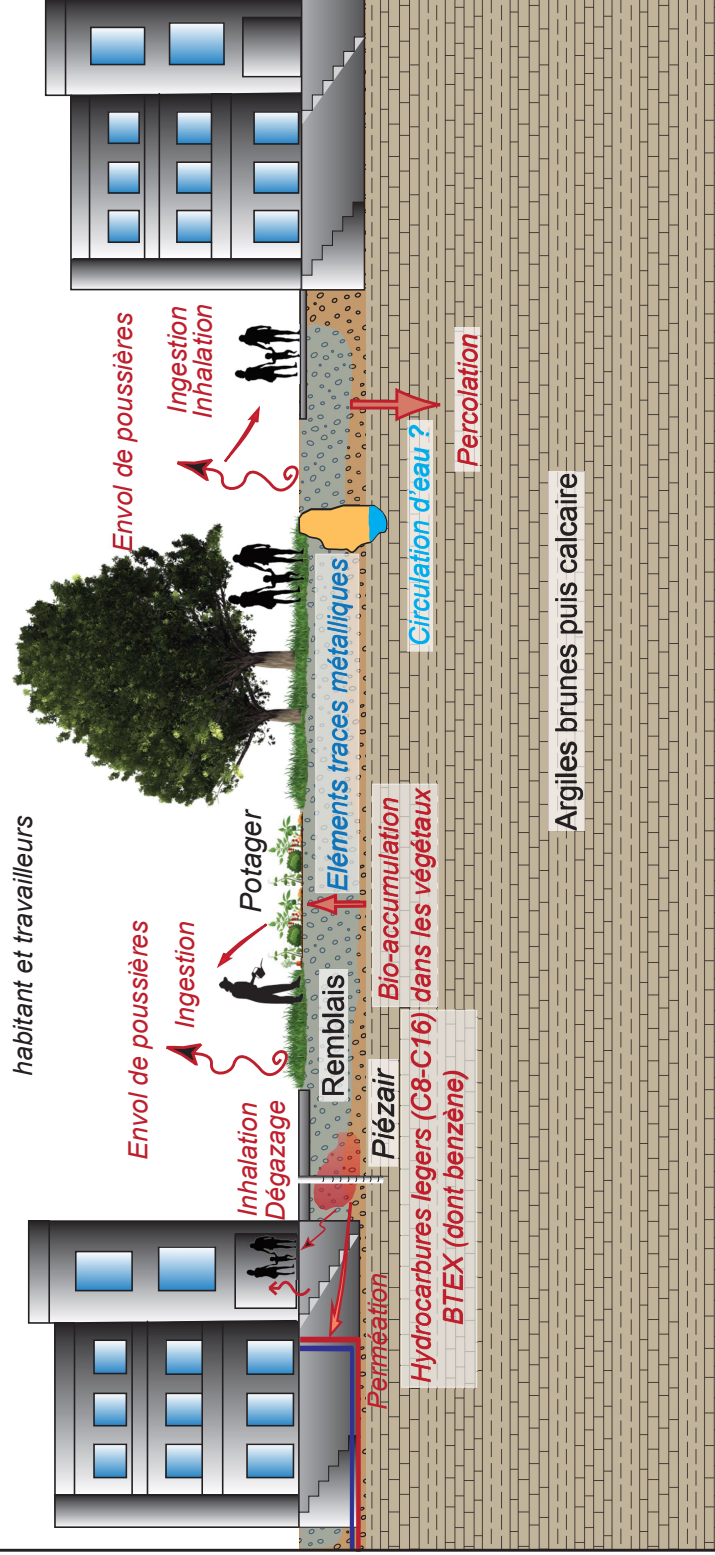 habitant et travailleurs
Envol de poussières
Inhalation
Dégazage
Ingestion
Potager
Envol de poussières
Ingestion
Inhalation
Remblais
Eléments traces métalliques
Piézair
Perméation
Hydrocarbures legers (C8-C16)
BTEX (dont benzène)
Bio-accumulation
dans les végétaux
Circulation d'eau ?
Percolation
Argiles brunes puis calcaire